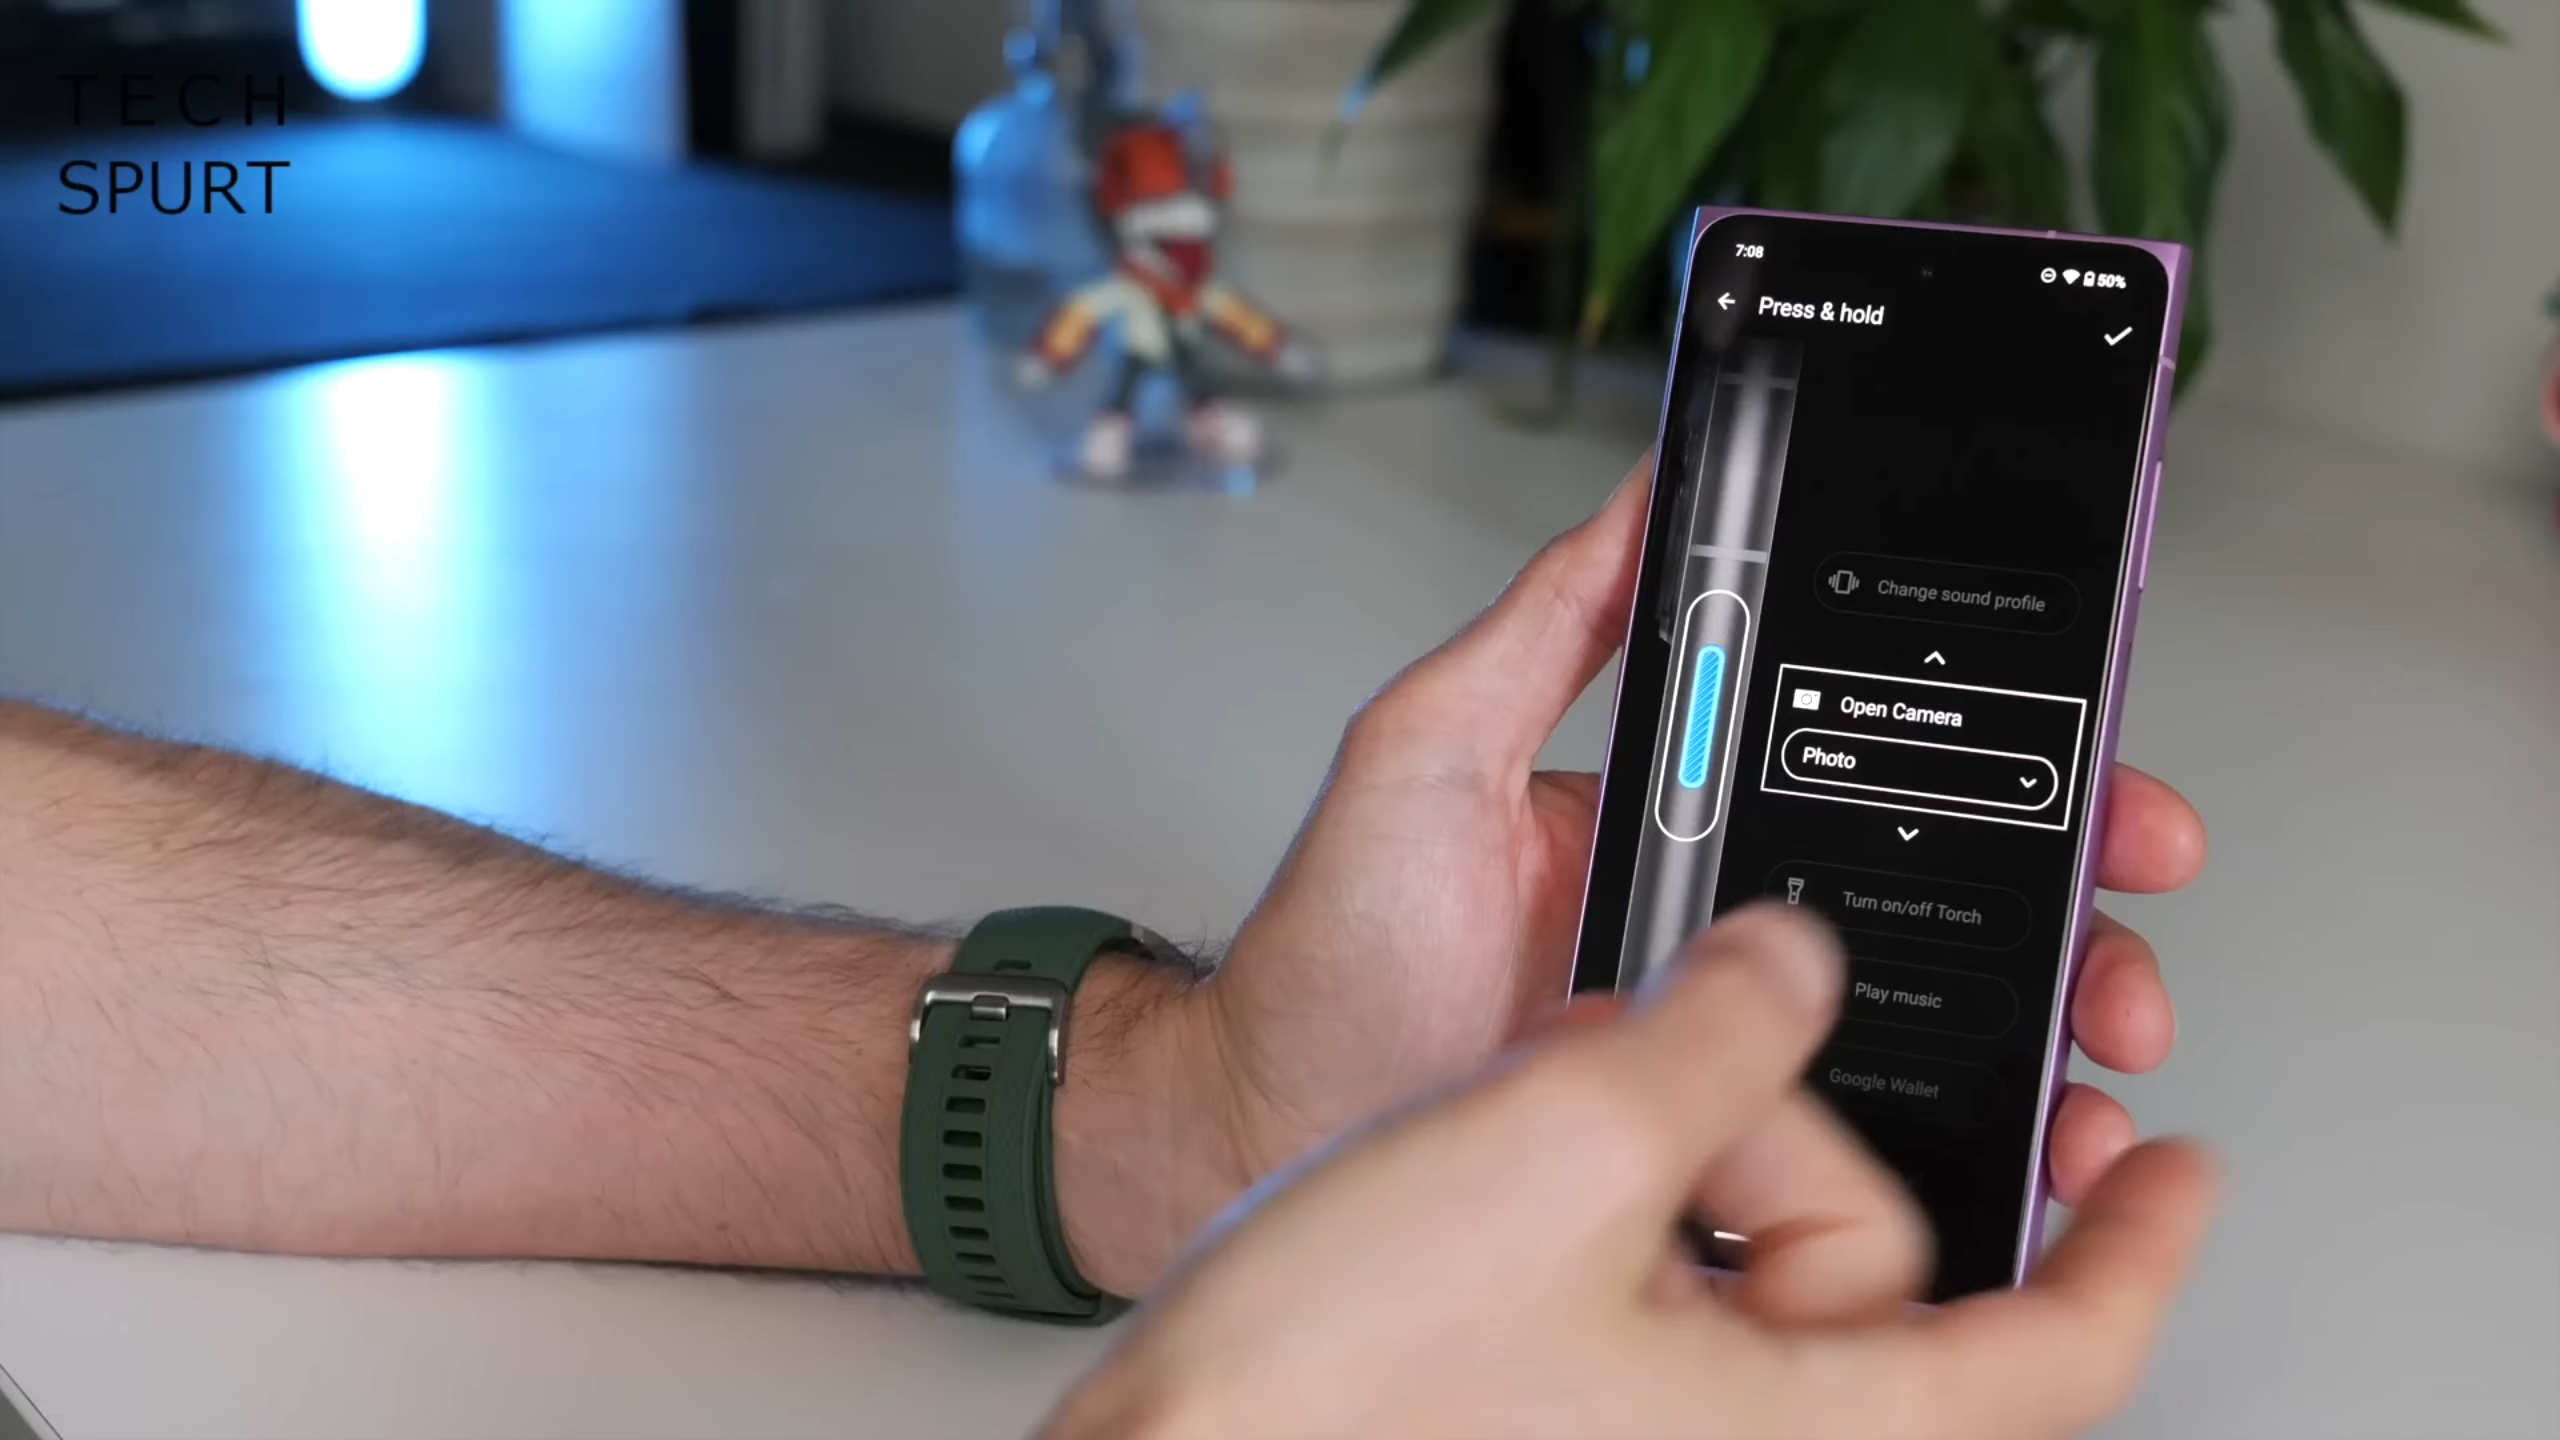 TECH
SPURT
7:08
50%
Press & hold
Change sound profile
Open Camera
Photo
Turn on/off Torch
Play music
Google Wallet